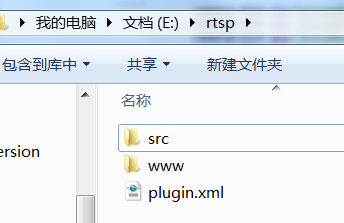 我的电脑 ▸ 文档 (E:) ▸ rtsp ▸
包含到库中 共享 新建文件夹
名称
src
ersion
www
plugin.xml